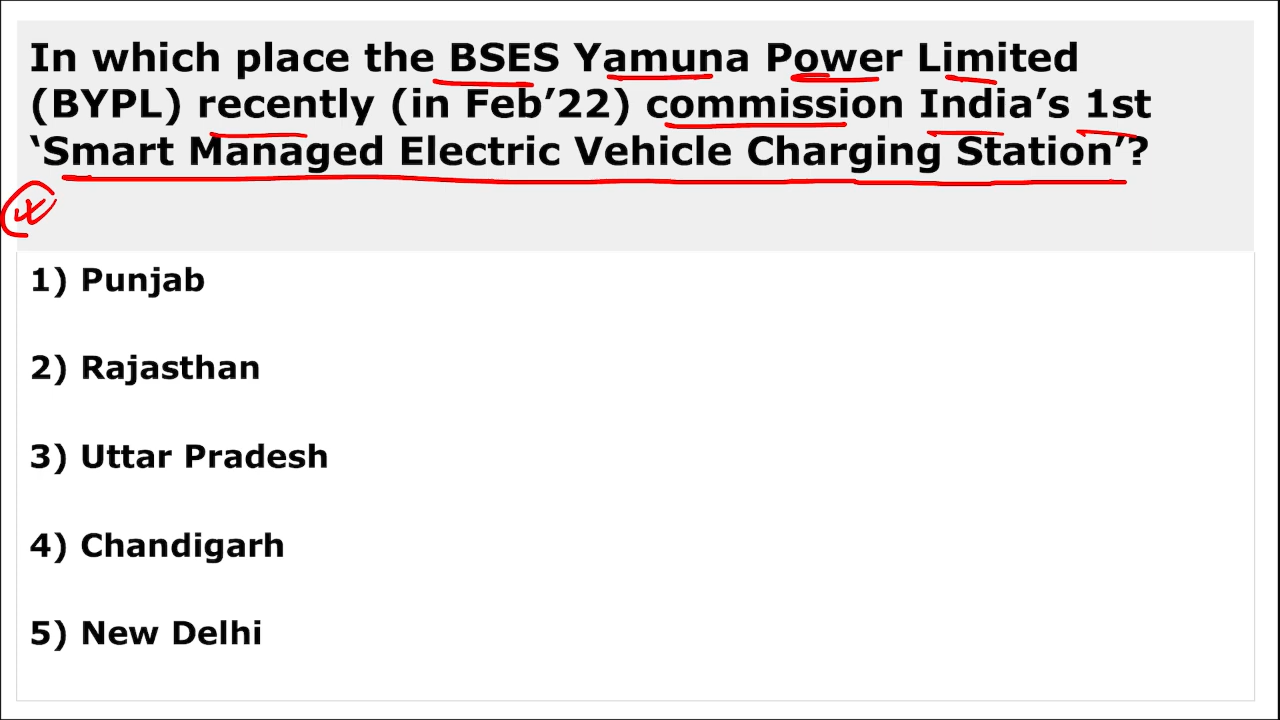 In which place the BSES Yamuna Power Limited
(BYPL) recently (in Feb’22) commission India’s 1st
‘Smart Managed Electric Vehicle Charging Station’?
1) Punjab
2) Rajasthan
3) Uttar Pradesh
4) Chandigarh
5) New Delhi